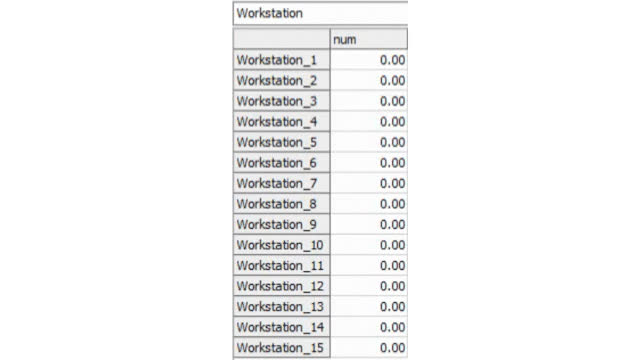 Workstation
num
Workstation_1 0.00
Workstation_2 0.00
Workstation_3 0.00
Workstation_4 0.00
Workstation_5 0.00
Workstation_6 0.00
Workstation_7 0.00
Workstation_8 0.00
Workstation_9 0.00
Workstation_10 0.00
Workstation_11 0.00
Workstation_12 0.00
Workstation_13 0.00
Workstation_14 0.00
Workstation_15 0.00